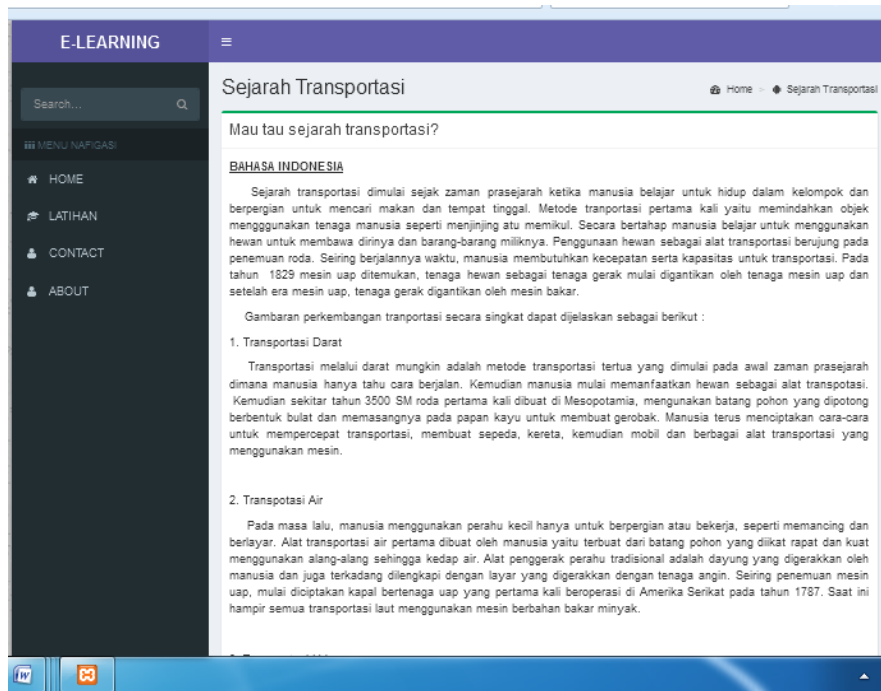 E-LEARNING
Sejarah Transportasi
Home > Sejarah Transportasi
Search...
MENU NAFIGASI
HOME
LATIHAN
CONTACT
ABOUT
Mau tau sejarah transportasi?
BAHASA INDONESIA
Sejarah transportasi dimulai sejak zaman prasejarah ketika manusia belajar untuk hidup dalam kelompok dan
berpergian untuk mencari makan dan tempat tinggal. Metode tranportasi pertama kali yaitu memindahkan objek
mengggunakan tenaga manusia seperti menjinjing atu memikul. Secara bertahap manusia belajar untuk menggunakan
hewan untuk membawa dirinya dan barang-barang miliknya. Penggunaan hewan sebagai alat transportasi berujung pada
penemuan roda. Seiring berjalannya waktu, manusia membutuhkan kecepatan serta kapasitas untuk transportasi. Pada
tahun 1829 mesin uap ditemukan, tenaga hewan sebagai tenaga gerak mulai digantikan oleh tenaga mesin uap dan
setelah era mesin uap, tenaga gerak digantikan oleh mesin bakar.
Gambaran perkembangan tranportasi secara singkat dapat dijelaskan sebagai berikut :
1. Transportasi Darat
Transportasi melalui darat mungkin adalah metode transportasi tertua yang dimulai pada awal zaman prasejarah
dimana manusia hanya tahu cara berjalan. Kemudian manusia mulai memanfaatkan hewan sebagai alat transpotasi.
Kemudian sekitar tahun 3500 SM roda pertama kali dibuat di Mesopotamia, mengunakan batang pohon yang dipotong
berbentuk bulat dan memasangnya pada papan kayu untuk membuat gerobak. Manusia terus menciptakan cara-cara
untuk mempercepat transportasi, membuat sepeda, kereta, kemudian mobil dan berbagai alat transportasi yang
menggunakan mesin.
2. Transpotasi Air
Pada masa lalu, manusia menggunakan perahu kecil hanya untuk berpergian atau bekerja, seperti memancing dan
berlayar. Alat transportasi air pertama dibuat oleh manusia yaitu terbuat dari batang pohon yang diikat rapat dan kuat
menggunakan alang-alang sehingga kedap air. Alat penggerak perahu tradisional adalah dayung yang digerakkan oleh
manusia dan juga terkadang dilengkapi dengan layar yang digerakkan dengan tenaga angin. Seiring penemuan mesin
uap, mulai diciptakan kapal bertenaga uap yang pertama kali beroperasi di Amerika Serikat pada tahun 1787. Saat ini
hampir semua transportasi laut menggunakan mesin berbahan bakar minyak.